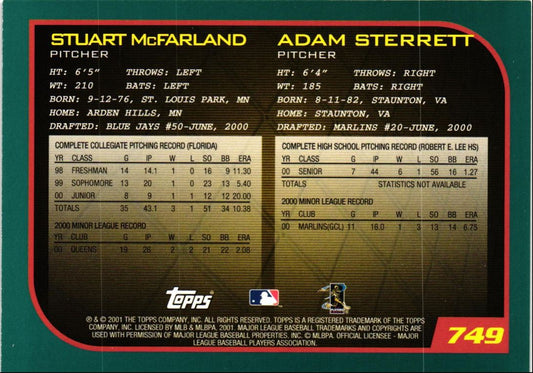 STUART McFARLAND
PITCHER
HT: 6'5" THROWS: LEFT
WT: 210 BATS: LEFT
BORN: 9-12-76, ST. LOUIS PARK, MN
HOME: ARDEN HILLS, MN
DRAFTED: BLUE JAYS #50-JUNE, 2000
COMPLETE COLLEGIATE PITCHING RECORD (FLORIDA)
YR CLASS G IP W L SO BB ERA
98 FRESHMAN 14 14.1 1 0 16 9 11.30
99 SOPHOMORE 13 20 1 0 23 13 5.40
00 JUNIOR 8 9 1 1 12 12 20.00
TOTALS 35 43.1 3 1 51 34 10.38
2000 MINOR LEAGUE RECORD
YR CLUB G IP W L SO BB ERA
00 QUEENS 19 26 2 2 21 22 2.08
ADAM STERRETT
PITCHER
HT: 6'4" THROWS: RIGHT
WT: 185 BATS: RIGHT
BORN: 8-11-82, STAUNTON, VA
HOME: STAUNTON, VA
DRAFTED: MARLINS #20-JUNE, 2000
COMPLETE HIGH SCHOOL PITCHING RECORD (ROBERT E. LEE HS)
YR CLASS G IP W L SO BB ERA
00 SENIOR 7 44 6 1 56 16 1.27
TOTALS STATISTICS NOT AVAILABLE
2000 MINOR LEAGUE RECORD
YR CLUB G IP W L SO BB ERA
00 MARLINS(GCL) 11 16.0 1 3 13 14 6.75
Topps
℗ & © 2001 THE TOPPS COMPANY, INC. ALL RIGHTS RESERVED. TOPPS IS A REGISTERED TRADEMARK OF THE TOPPS
COMPANY, INC. LICENSED BY MLB & MLBPA, 2001. MAJOR LEAGUE BASEBALL TRADEMARKS AND COPYRIGHTS ARE
USED WITH PERMISSION OF MAJOR LEAGUE BASEBALL PROPERTIES, INC. © MLBPA. OFFICIAL LICENSEE - MAJOR
LEAGUE BASEBALL PLAYERS ASSOCIATION.
749